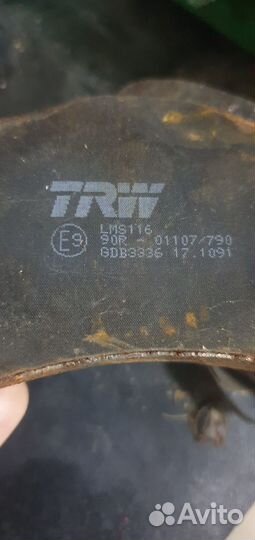 TRW
LMS116
E9 90R - 01107/790
GDB3336 17.1091
Avito